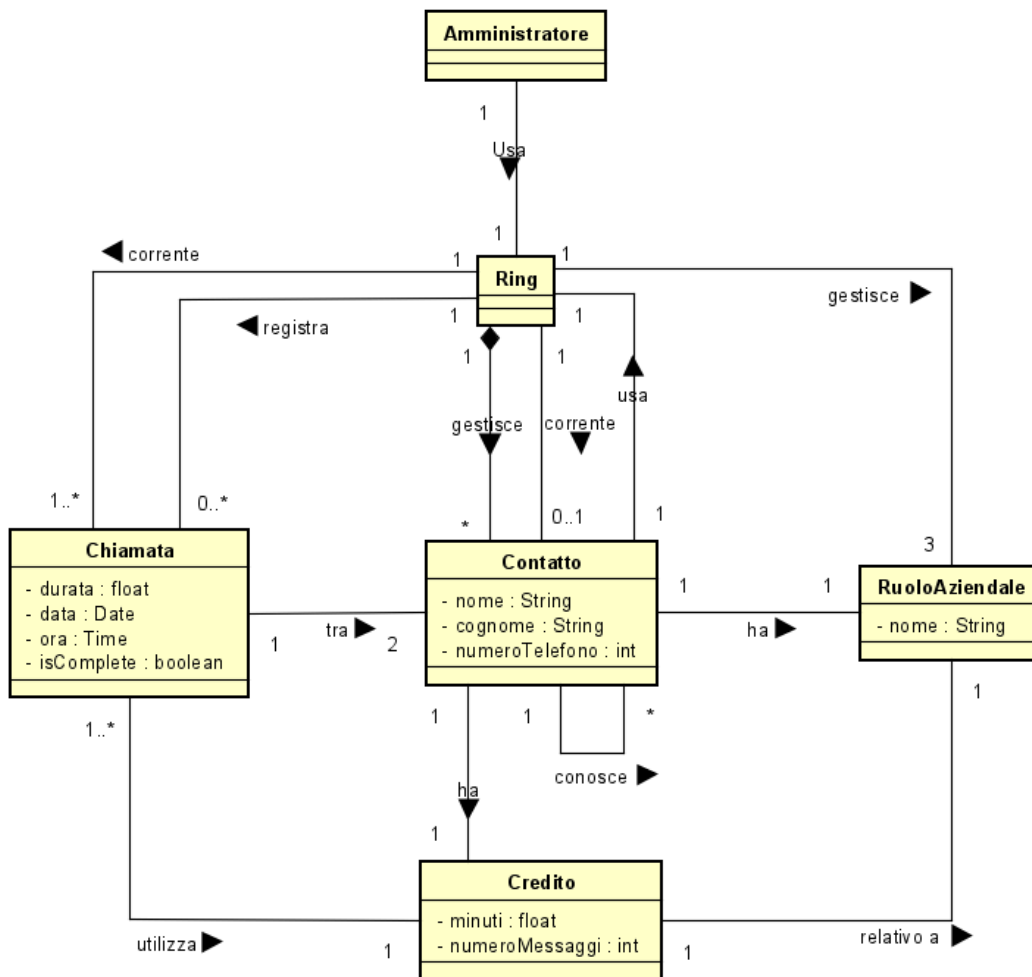 Amministratore
1
Usa
1
corrente
1
Ring
1
gestisce
registra
1
1
1
1
gestisce
corrente
usa
1..*
0..*
*
0..1
1
3
Chiamata
- durata : float
- data : Date
- ora : Time
- isComplete : boolean
Contatto
- nome : String
- cognome : String
- numeroTelefono : int
RuoloAziendale
- nome : String
1
tra
2
1
ha
1
1..*
1
1
*
1
conosce
ha
1
Credito
- minuti : float
- numeroMessaggi : int
utilizza
1
1
relativo a